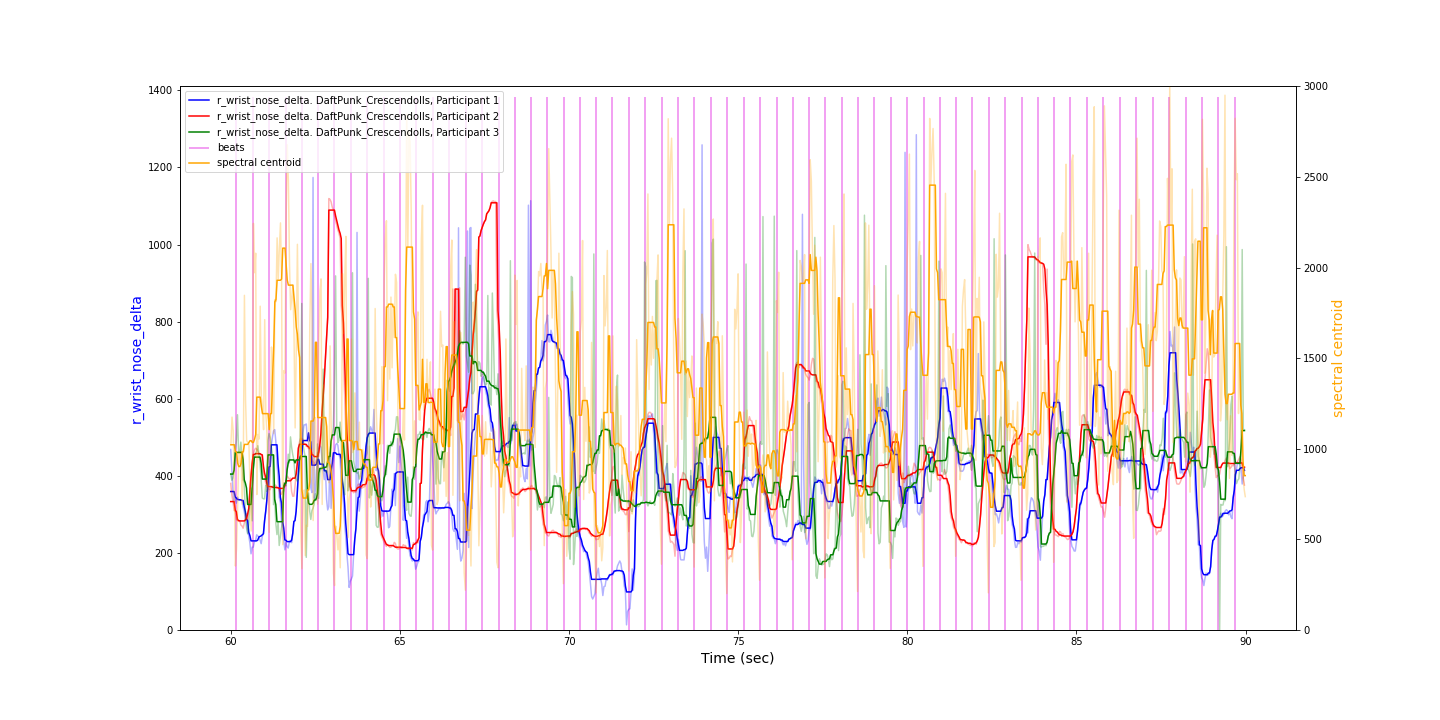 r_wrist_nose_delta. DaftPunk_Crescendolls, Participant 1
r_wrist_nose_delta. DaftPunk_Crescendolls, Participant 2
r_wrist_nose_delta. DaftPunk_Crescendolls, Participant 3
beats
spectral centroid
1400
1200
1000
800
600
400
200
0
r_wrist_nose_delta
3000
2500
2000
1500
1000
500
0
spectral centroid
60 65 70 75 80 85 90
Time (sec)